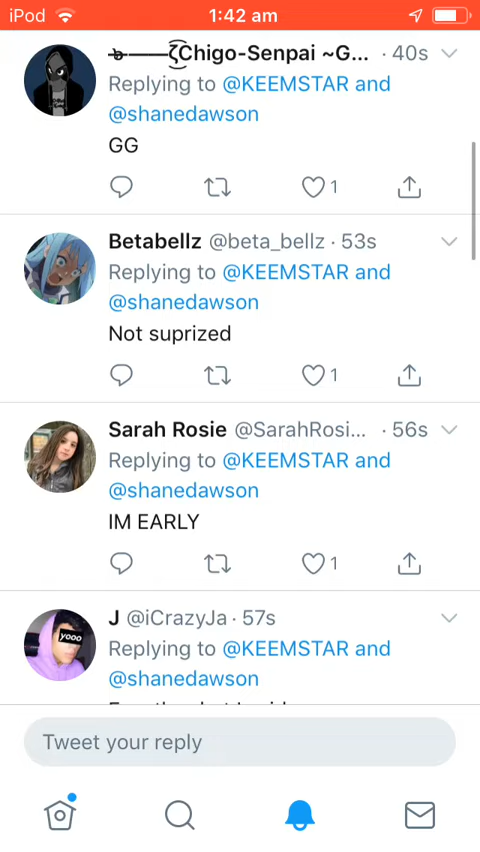 iPod 1:42 am
Chigo-Senpai ~G... · 40s
Replying to @KEEMSTAR and
@shanedawson
GG
1
Betabellz @beta_bellz · 53s
Replying to @KEEMSTAR and
@shanedawson
Not suprized
1
Sarah Rosie @SarahRosi... · 56s
Replying to @KEEMSTAR and
@shanedawson
IM EARLY
1
yooo
J @iCrazyJa · 57s
Replying to @KEEMSTAR and
@shanedawson
Tweet your reply